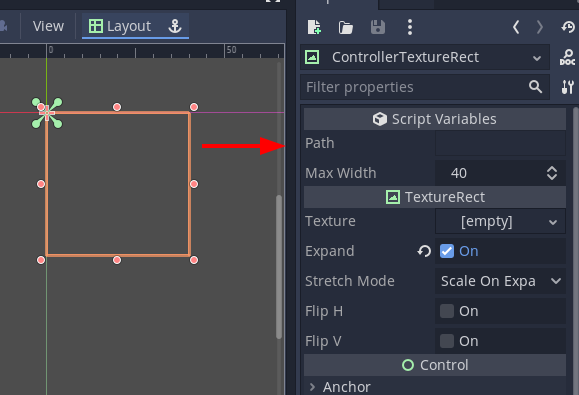 View Layout
0 50
ControllerTextureRect
DOC
Filter properties
Script Variables
Path
Max Width 40
TextureRect
Texture [empty]
Expand On
Stretch Mode Scale On Expa
Flip H On
Flip V On
Control
Anchor